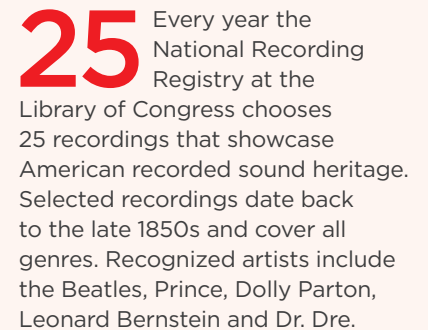 25 Every year the
National Recording
Registry at the
Library of Congress chooses
25 recordings that showcase
American recorded sound heritage.
Selected recordings date back
to the late 1850s and cover all
genres. Recognized artists include
the Beatles, Prince, Dolly Parton,
Leonard Bernstein and Dr. Dre.